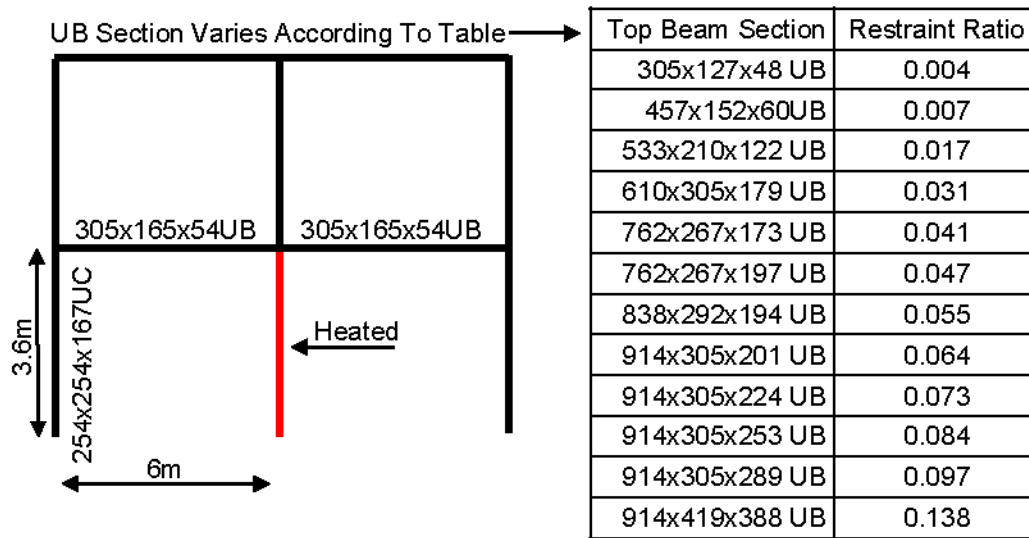 UB Section Varies According To Table
305x165x54UB 305x165x54UB
254x254x167UC
3.6m
Heated
6m
Top Beam Section Restraint Ratio
305x127x48 UB 0.004
457x152x60UB 0.007
533x210x122 UB 0.017
610x305x179 UB 0.031
762x267x173 UB 0.041
762x267x197 UB 0.047
838x292x194 UB 0.055
914x305x201 UB 0.064
914x305x224 UB 0.073
914x305x253 UB 0.084
914x305x289 UB 0.097
914x419x388 UB 0.138